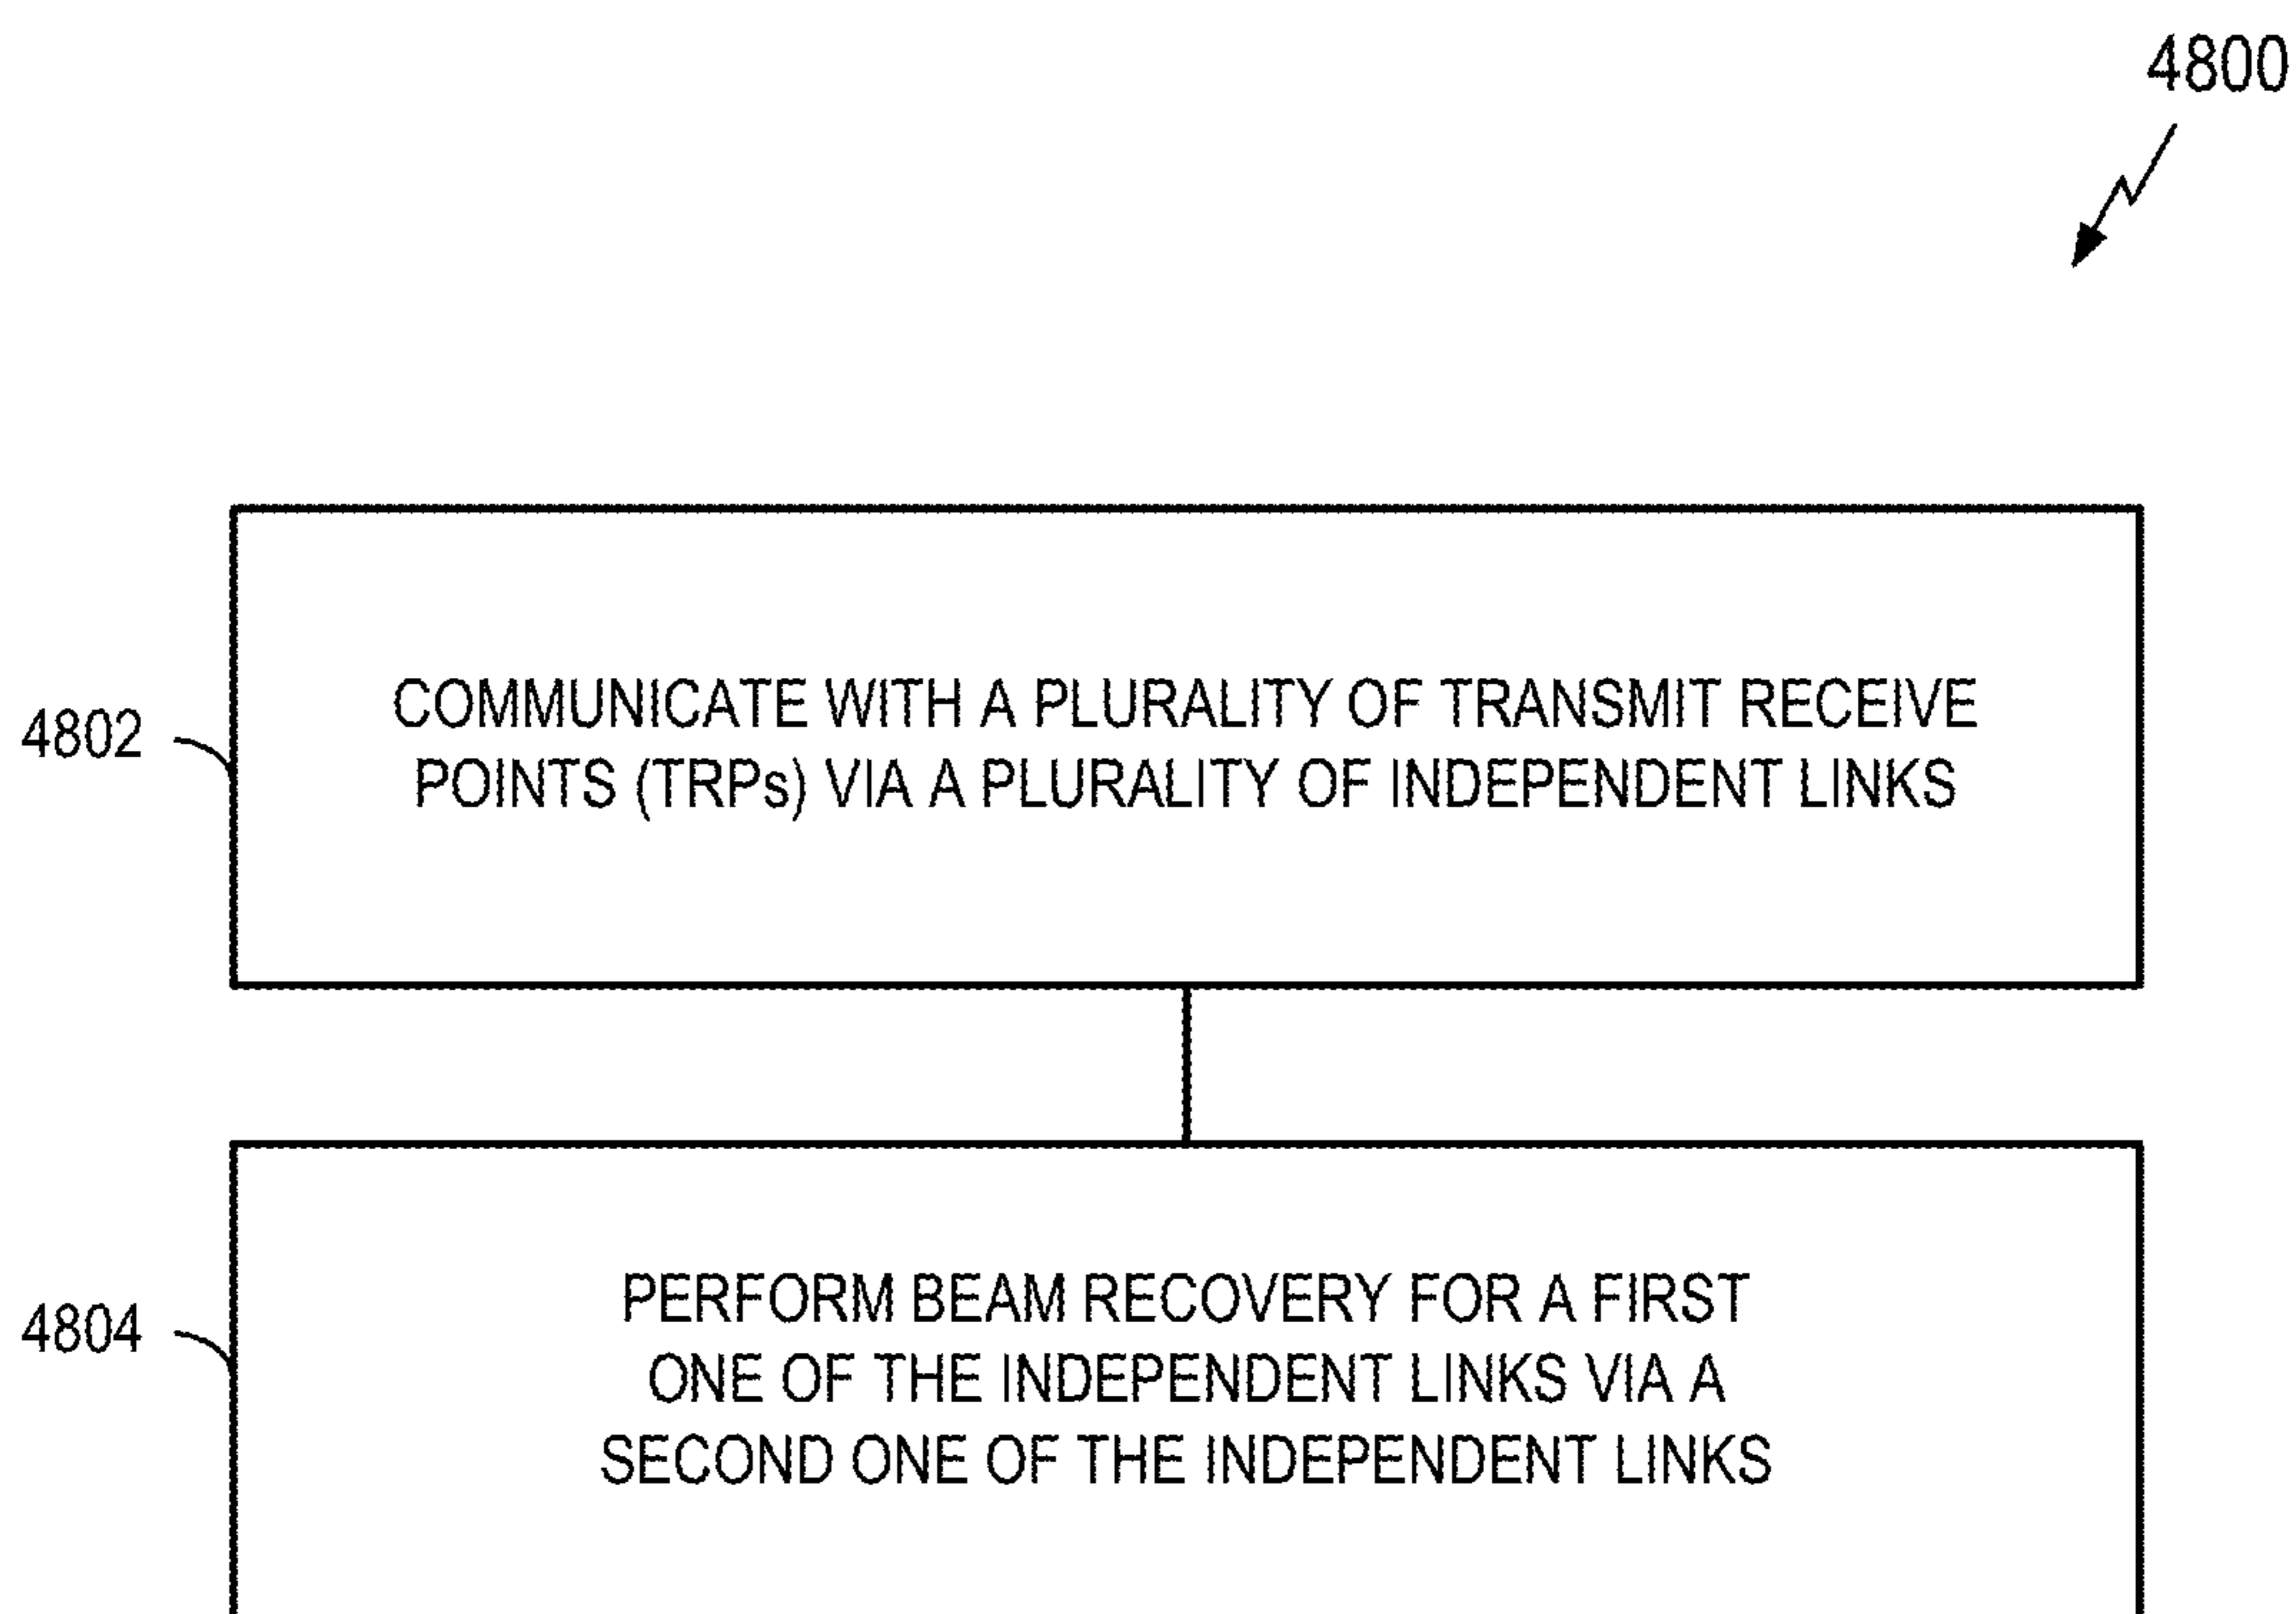 4800
4802
COMMUNICATE WITH A PLURALITY OF TRANSMIT RECEIVE
POINTS (TRPs) VIA A PLURALITY OF INDEPENDENT LINKS
4804
PERFORM BEAM RECOVERY FOR A FIRST
ONE OF THE INDEPENDENT LINKS VIA A
SECOND ONE OF THE INDEPENDENT LINKS